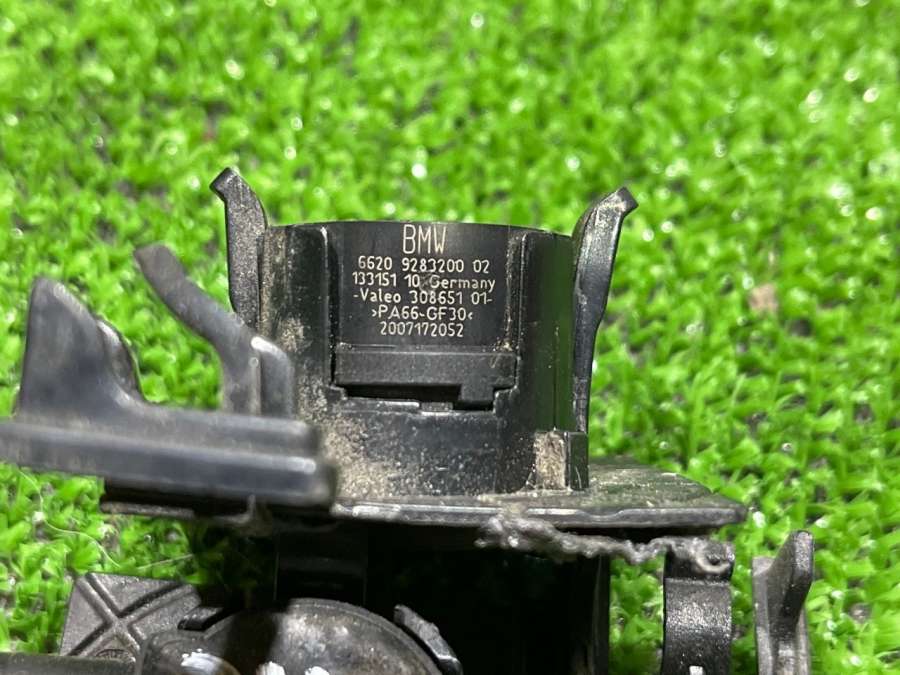 BMW
6620 9283200 02
133151 10 Germany
-Valeo 308651 01-
>PA66-GF30<
2007172052